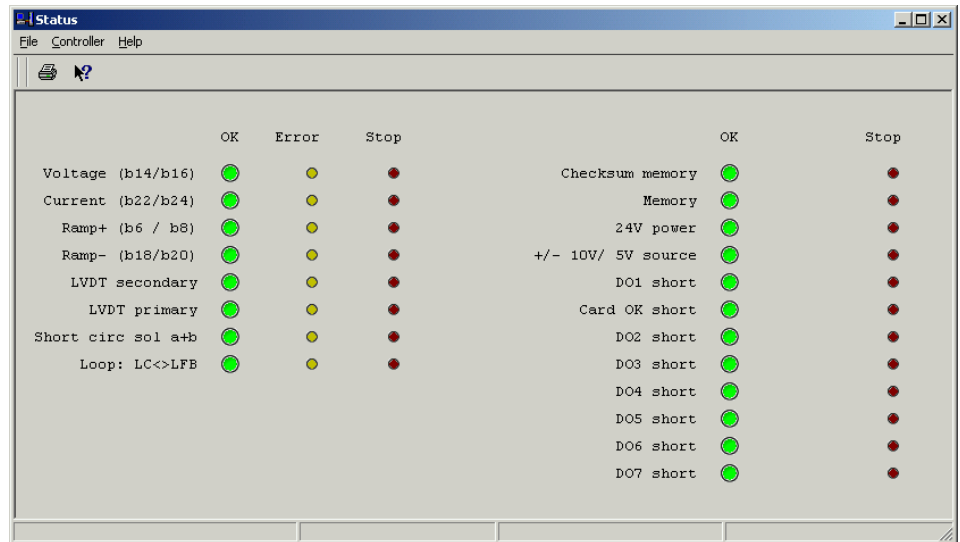 Status
File Controller Help
OK Error Stop OK Stop
Voltage (b14/b16) Checksum memory
Current (b22/b24) Memory
Ramp+ (b6 / b8) 24V power
Ramp- (b18/b20) +/- 10V/ 5V source
LVDT secondary DO1 short
LVDT primary Card OK short
Short circ sol a+b DO2 short
Loop: LC<>LFB DO3 short
DO4 short
DO5 short
DO6 short
DO7 short